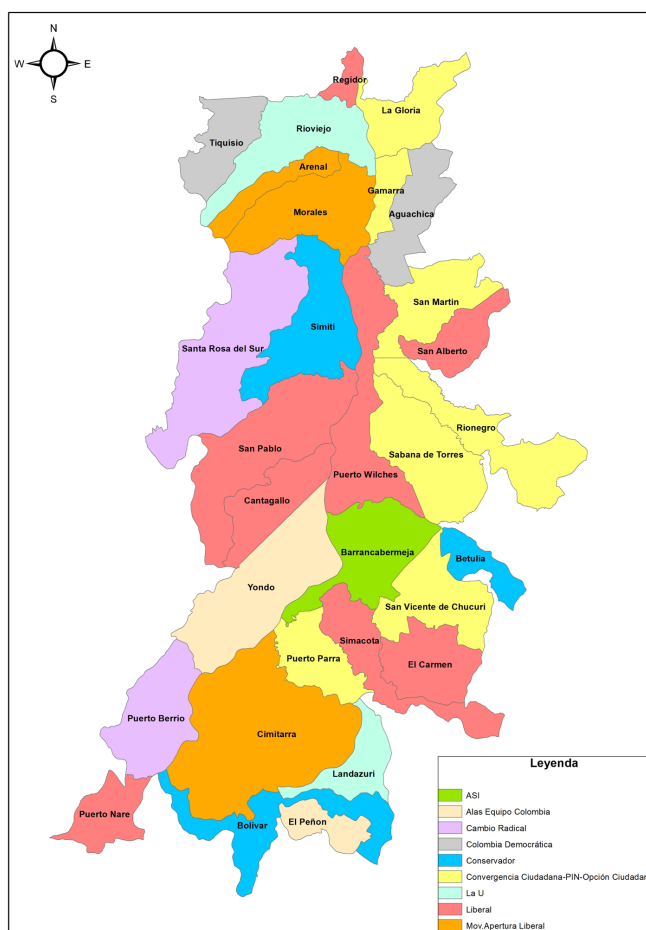 N
W E
S
Regidor
La Gloria
Rioviejo
Tiquisio
Arenal
Gamarra
Morales
Aguachica
San Martin
Simiti
Santa Rosa del Sur
San Alberto
Rionegro
San Pablo
Sabana de Torres
Puerto Wilches
Cantagallo
Barrancabermeja
Betulia
Yondo
San Vicente de Chucuri
Simacota
Puerto Parra
El Carmen
Puerto Berrio
Cimitarra
Landazuri
Puerto Nare
El Peñon
Bolivar
Leyenda
ASI
Alas Equipo Colombia
Cambio Radical
Colombia Democrática
Conservador
Convergencia Ciudadana-PIN-Opción Ciudadan
La U
Liberal
Mov.Apertura Liberal